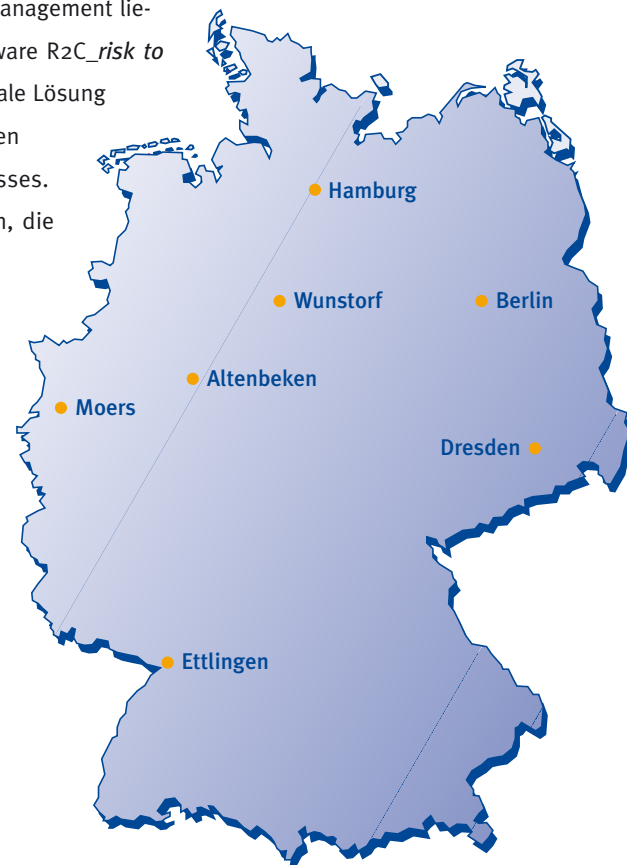 anagement lie-
ware R2C_risk to
ale Lösung
en
sses.
n, die
Hamburg
Wunstorf
Berlin
Altenbeken
Moers
Dresden
Ettlingen